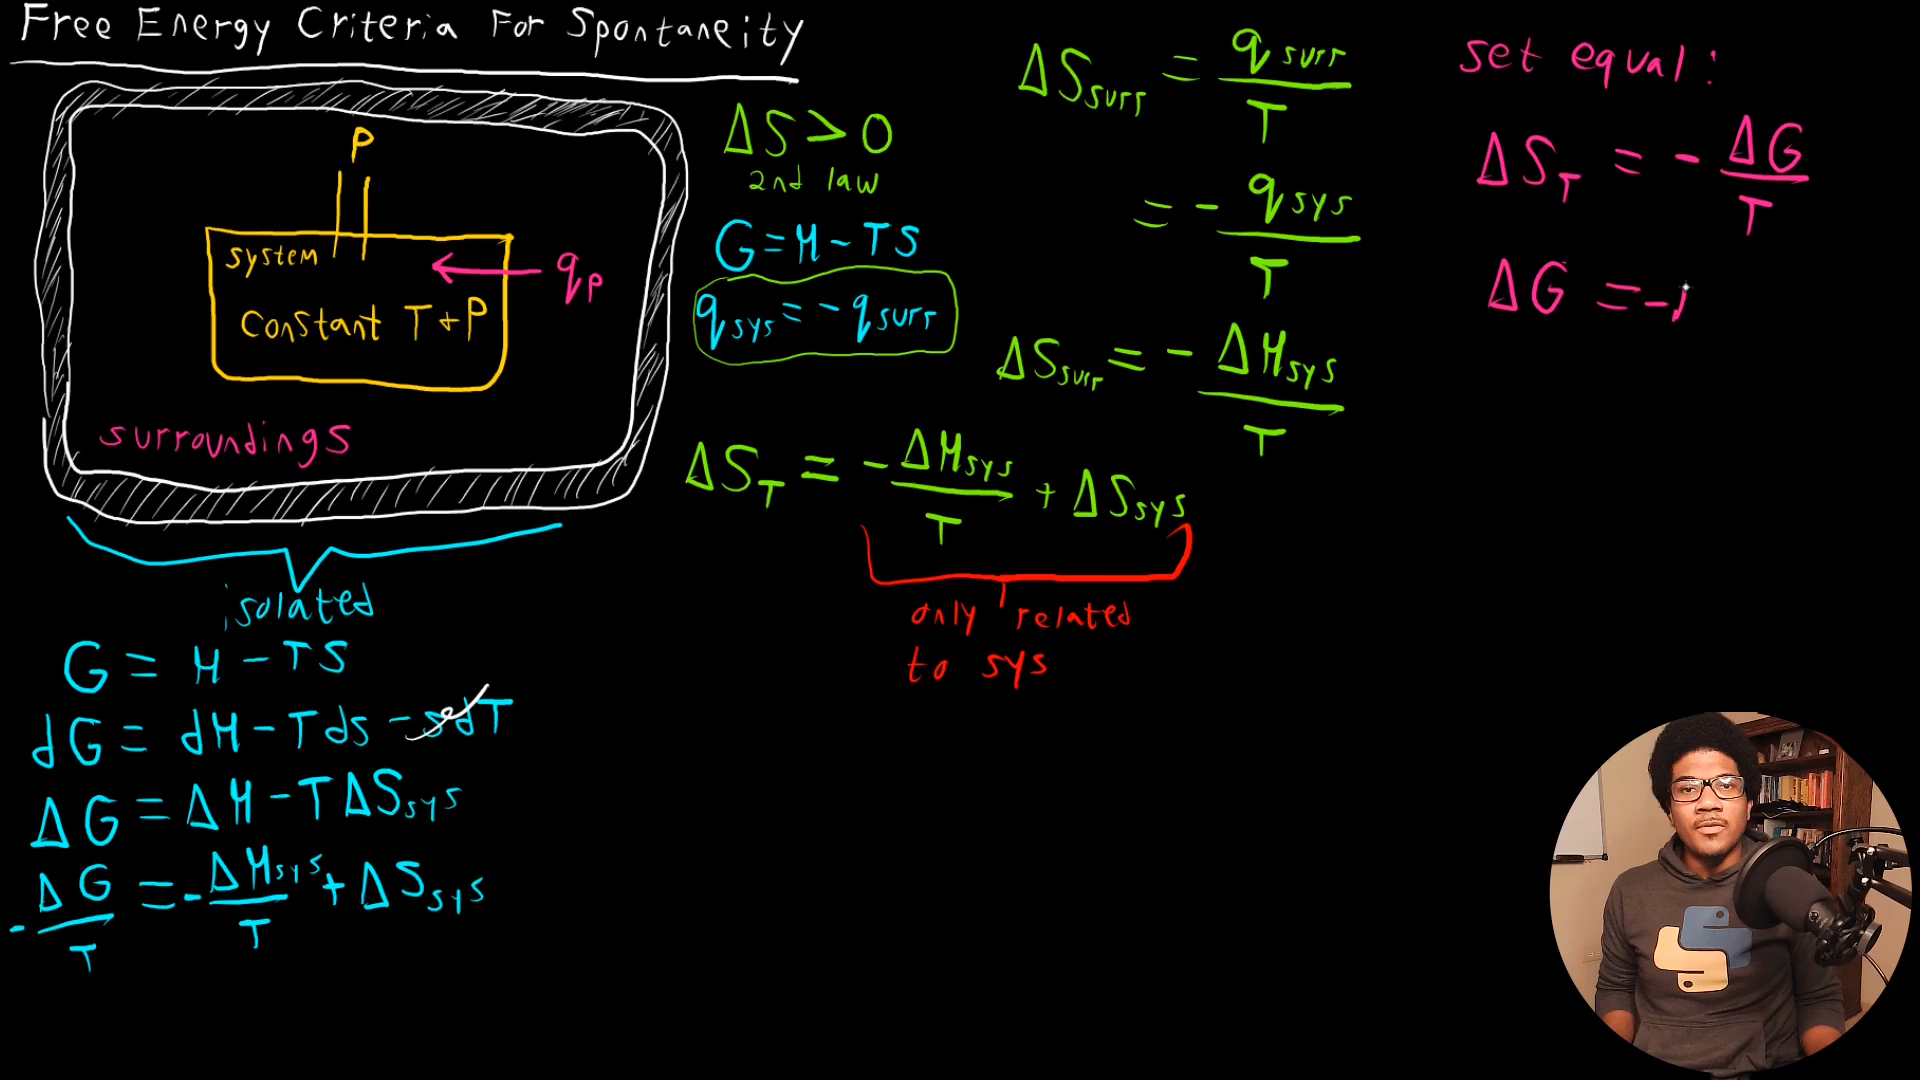 Free Energy Criteria For Spontaneity
P
system
Constant T + P
qP
surroundings
isolated
G = H - TS
dG = dH - Tds - sdT
ΔG = ΔH - TΔSsys
-ΔG/T = -ΔHsys/T + ΔSsys
ΔS > 0
2nd law
G = H - TS
qsys = - qsurr
ΔSsurr = qsurr/T
= - qsys/T
ΔSsurr = - ΔHsys/T
ΔST = - ΔHsys/T + ΔSsys
only related
to sys
set equal:
ΔST = - ΔG/T
ΔG = -